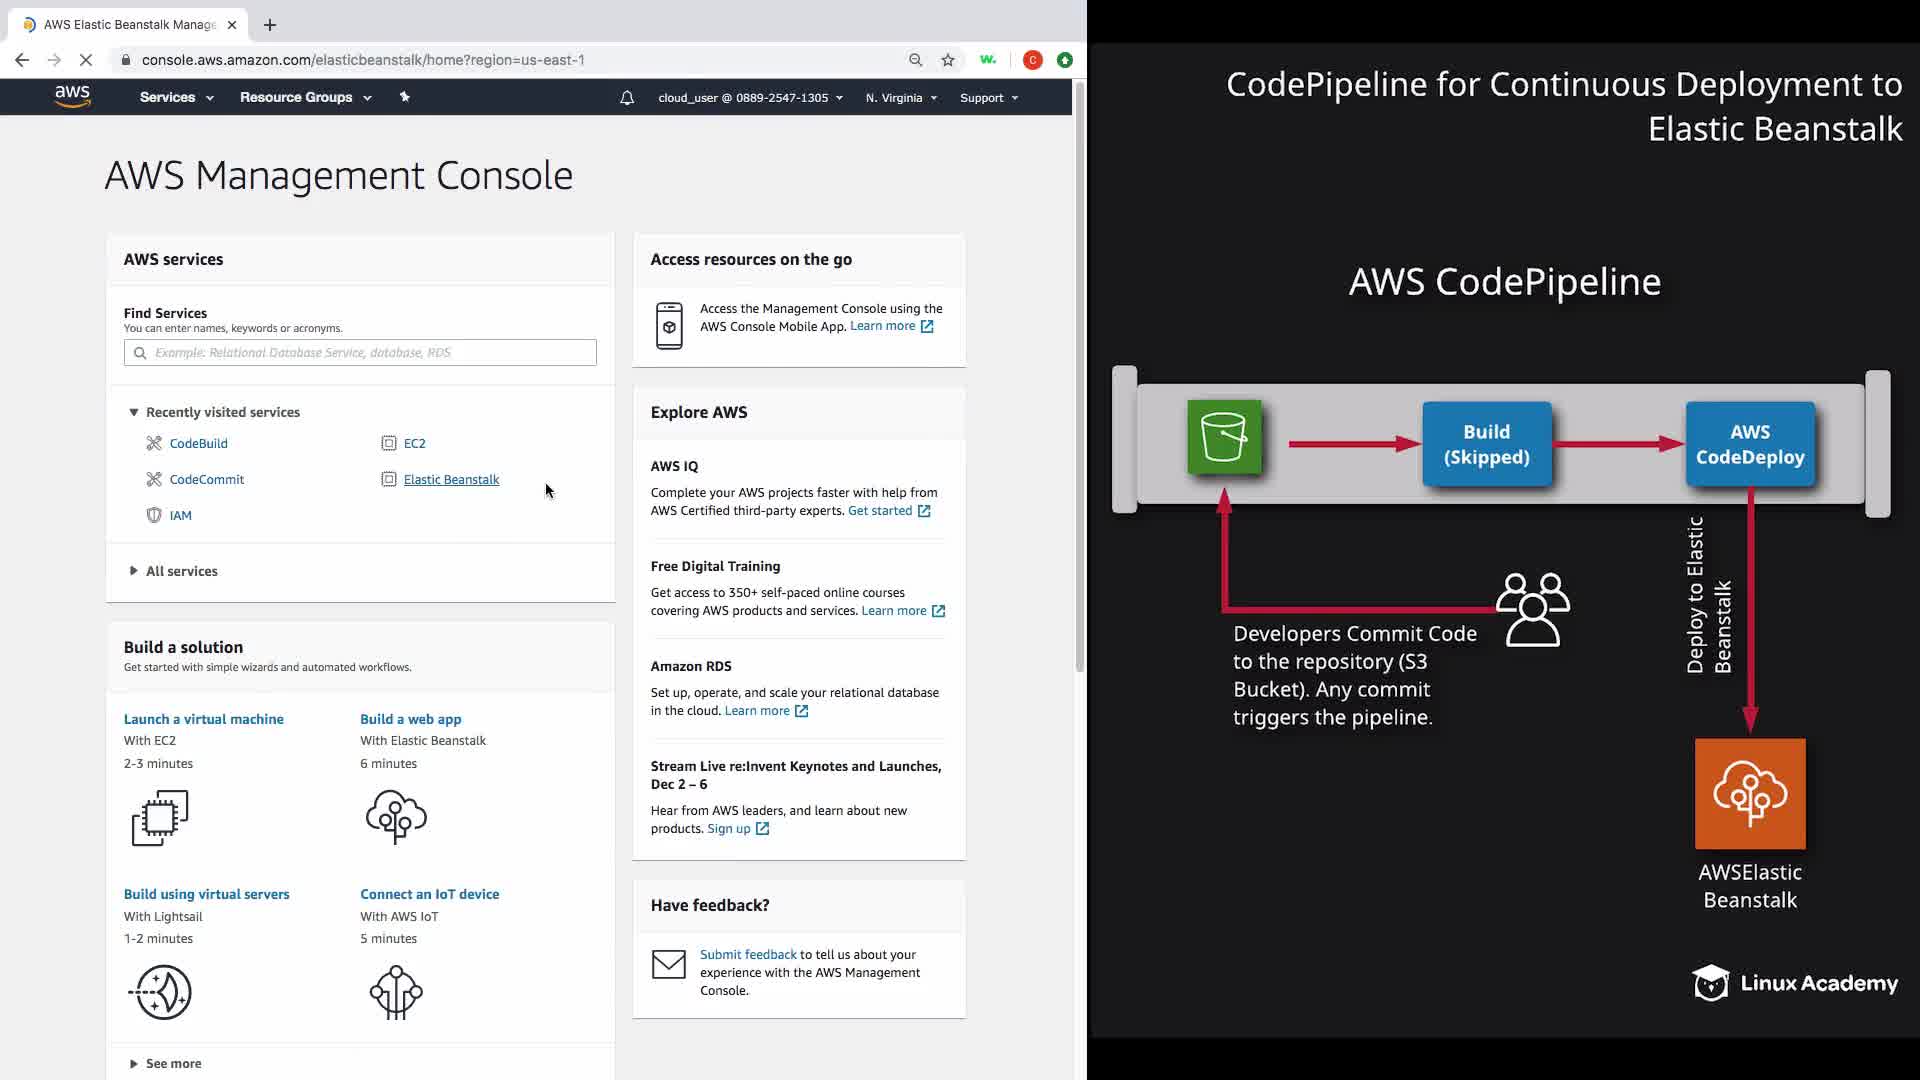 AWS Elastic Beanstalk Manage
console.aws.amazon.com/elasticbeanstalk/home?region=us-east-1
w.
C
aws
Services
Resource Groups
cloud_user @ 0889-2547-1305
N. Virginia
Support
AWS Management Console
AWS services
Find Services
You can enter names, keywords or acronyms.
Example: Relational Database Service, database, RDS
Recently visited services
CodeBuild
EC2
CodeCommit
Elastic Beanstalk
IAM
All services
Build a solution
Get started with simple wizards and automated workflows.
Launch a virtual machine
With EC2
2-3 minutes
Build a web app
With Elastic Beanstalk
6 minutes
Build using virtual servers
With Lightsail
1-2 minutes
Connect an IoT device
With AWS IoT
5 minutes
See more
Access resources on the go
Access the Management Console using the
AWS Console Mobile App. Learn more
Explore AWS
AWS IQ
Complete your AWS projects faster with help from
AWS Certified third-party experts. Get started
Free Digital Training
Get access to 350+ self-paced online courses
covering AWS products and services. Learn more
Amazon RDS
Set up, operate, and scale your relational database
in the cloud. Learn more
Stream Live re:Invent Keynotes and Launches,
Dec 2 – 6
Hear from AWS leaders, and learn about new
products. Sign up
Have feedback?
Submit feedback to tell us about your
experience with the AWS Management
Console.
CodePipeline for Continuous Deployment to
Elastic Beanstalk
AWS CodePipeline
Build
(Skipped)
AWS
CodeDeploy
Developers Commit Code
to the repository (S3
Bucket). Any commit
triggers the pipeline.
Deploy to Elastic
Beanstalk
AWSElastic
Beanstalk
Linux Academy